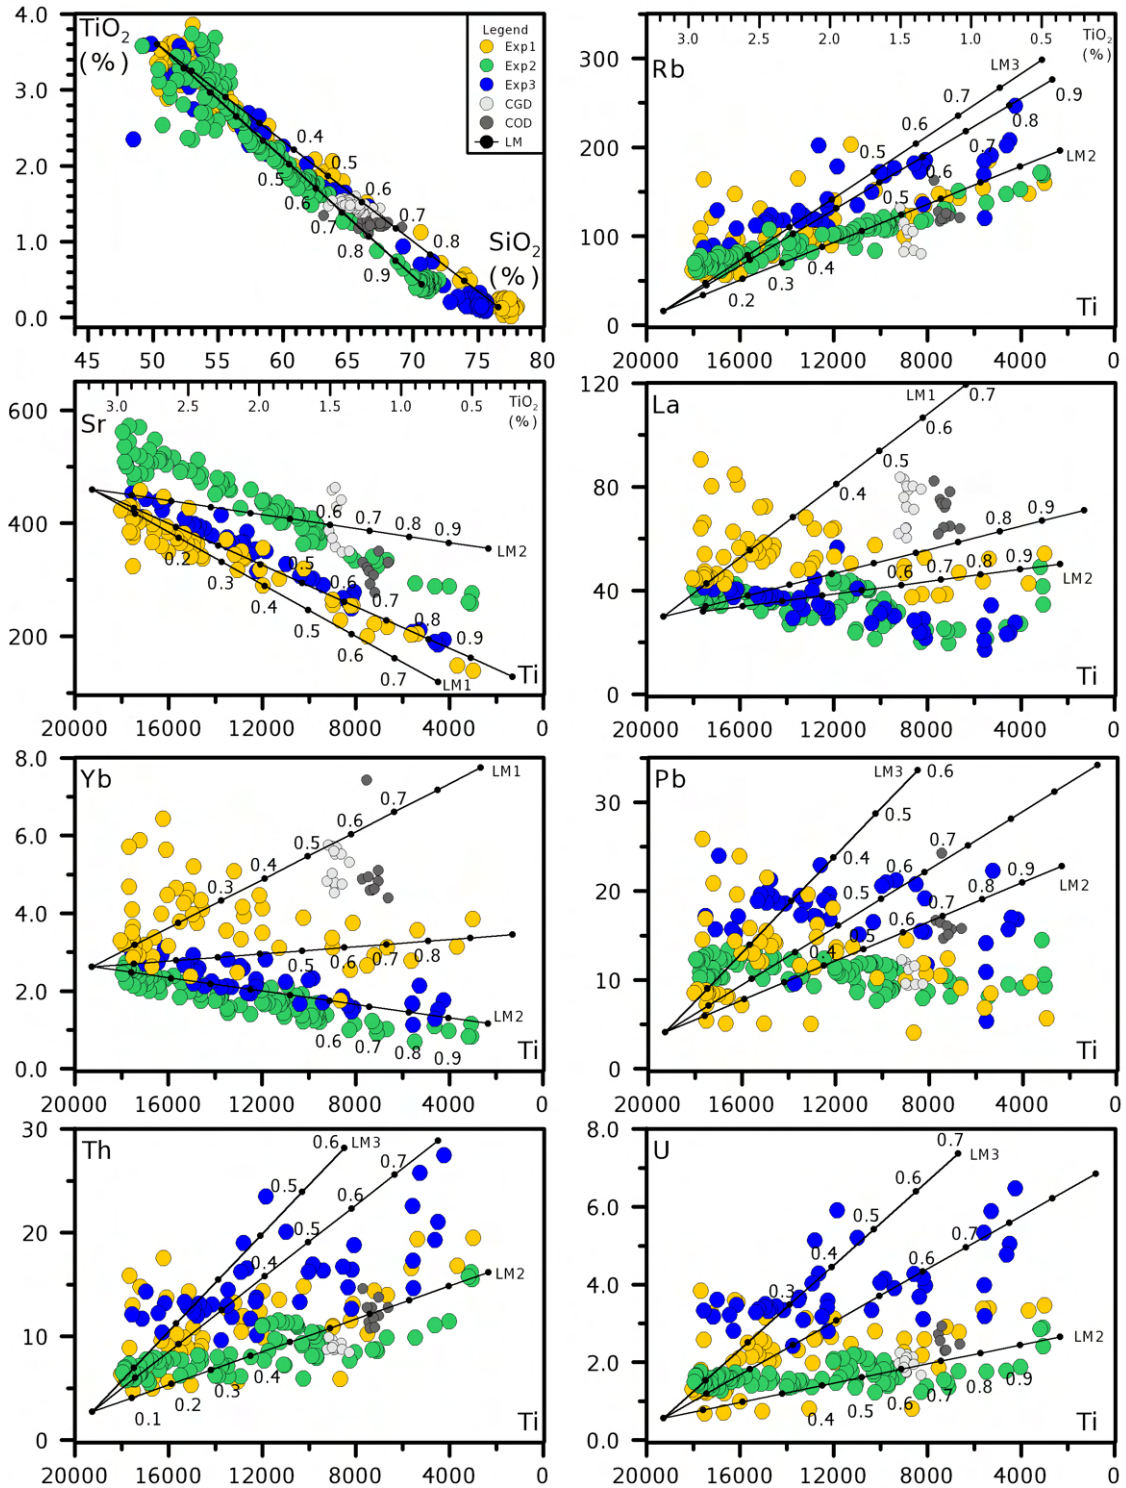 4.0
TiO2
(%)
3.0
2.0
1.0
0.0
Legend
Exp1
Exp2
Exp3
CGD
COD
LM
0.4
0.5
0.6
0.7
0.8
0.5
0.6
0.7
0.8
0.9
SiO2
(%)
45 50 55 60 65 70 75 80
3.0 2.5 2.0 1.5 1.0 0.5 TiO2
(%)
300
Rb
200
100
0
LM3
0.7
0.9
0.6
0.8
0.5
0.7
LM2
0.6
0.5
0.4
0.3
0.2
Ti
20000 16000 12000 8000 4000 0
3.0 2.5 2.0 1.5 1.0 0.5 TiO2
(%)
600
Sr
400
200
0.6
0.7
0.8
0.9
LM2
0.2
0.3
0.5
0.4
0.6
0.7
0.5
0.8
0.9
0.6
0.7
LM1
Ti
20000 16000 12000 8000 4000 0
120
La
80
40
0
LM1
0.7
0.6
0.5
0.4
0.8
0.9
0.6
0.7
0.8
0.9
LM2
Ti
20000 16000 12000 8000 4000 0
8.0
Yb
6.0
4.0
2.0
0.0
LM1
0.7
0.6
0.5
0.4
0.3
0.5
0.6
0.7
0.8
LM2
0.6
0.7
0.8
0.9
Ti
20000 16000 12000 8000 4000 0
30
Pb
20
10
0
LM3
0.6
0.5
0.4
0.7
0.6
0.5
0.9
0.8
LM2
0.7
0.6
0.5
0.4
Ti
20000 16000 12000 8000 4000 0
30
Th
20
10
0
0.6
LM3
0.7
0.5
0.6
0.4
0.5
0.4
LM2
0.4
0.3
0.2
0.1
Ti
20000 16000 12000 8000 4000 0
8.0
U
6.0
4.0
2.0
0.0
0.7
LM3
0.6
0.5
0.4
0.7
0.6
0.3
LM2
0.4
0.5
0.6
0.7
0.8
0.9
Ti
20000 16000 12000 8000 4000 0